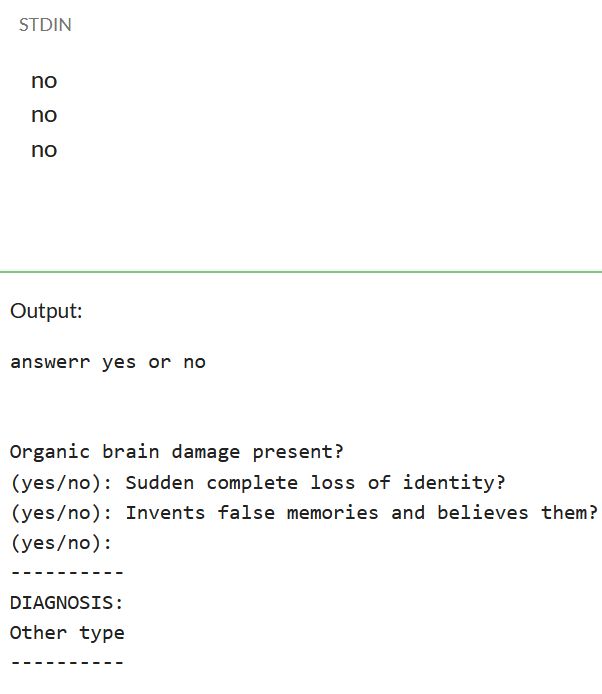 STDIN
no
no
no
Output:
answerr yes or no
Organic brain damage present?
(yes/no): Sudden complete loss of identity?
(yes/no): Invents false memories and believes them?
(yes/no):
----------
DIAGNOSIS:
Other type
----------